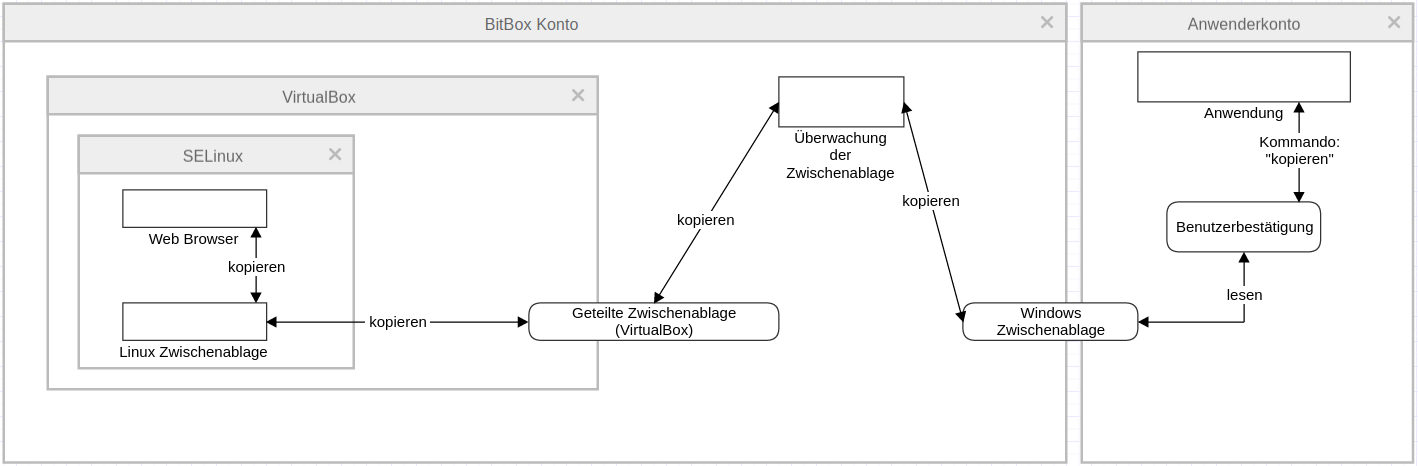 BitBox Konto
Anwenderkonto
VirtualBox
SELinux
Web Browser
kopieren
Linux Zwischenablage
kopieren
Geteilte Zwischenablage
(VirtualBox)
kopieren
Überwachung
der
Zwischenablage
kopieren
Windows
Zwischenablage
Anwendung
Kommando:
"kopieren"
Benutzerbestätigung
lesen